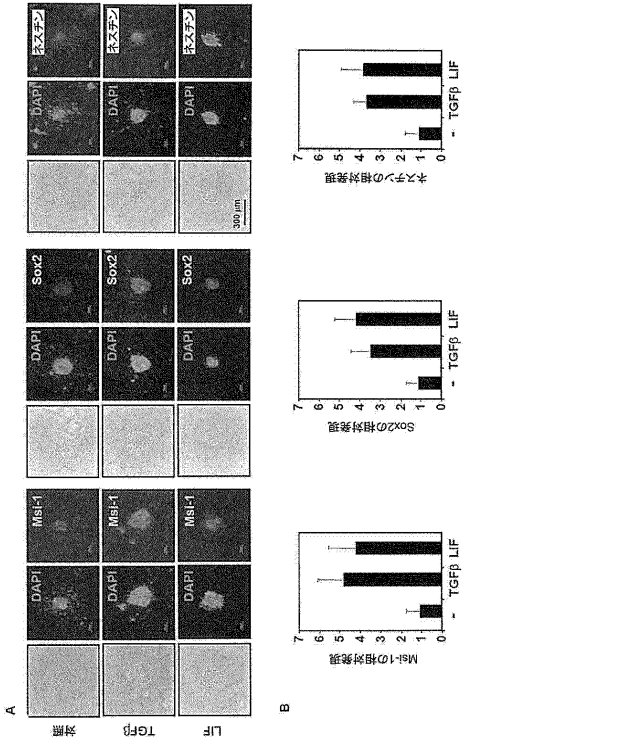 A
DAPI
Msi-1
DAPI
Sox2
DAPI
ネスチン
対照
DAPI
Msi-1
DAPI
Sox2
DAPI
ネスチン
TGFβ
DAPI
Msi-1
DAPI
Sox2
DAPI
ネスチン
LIF
300 μm
B
Msi-1の相対発現
7
6
5
4
3
2
1
0
-
TGFβ
LIF
Sox2の相対発現
7
6
5
4
3
2
1
0
-
TGFβ
LIF
ネスチンの相対発現
7
6
5
4
3
2
1
0
-
TGFβ
LIF